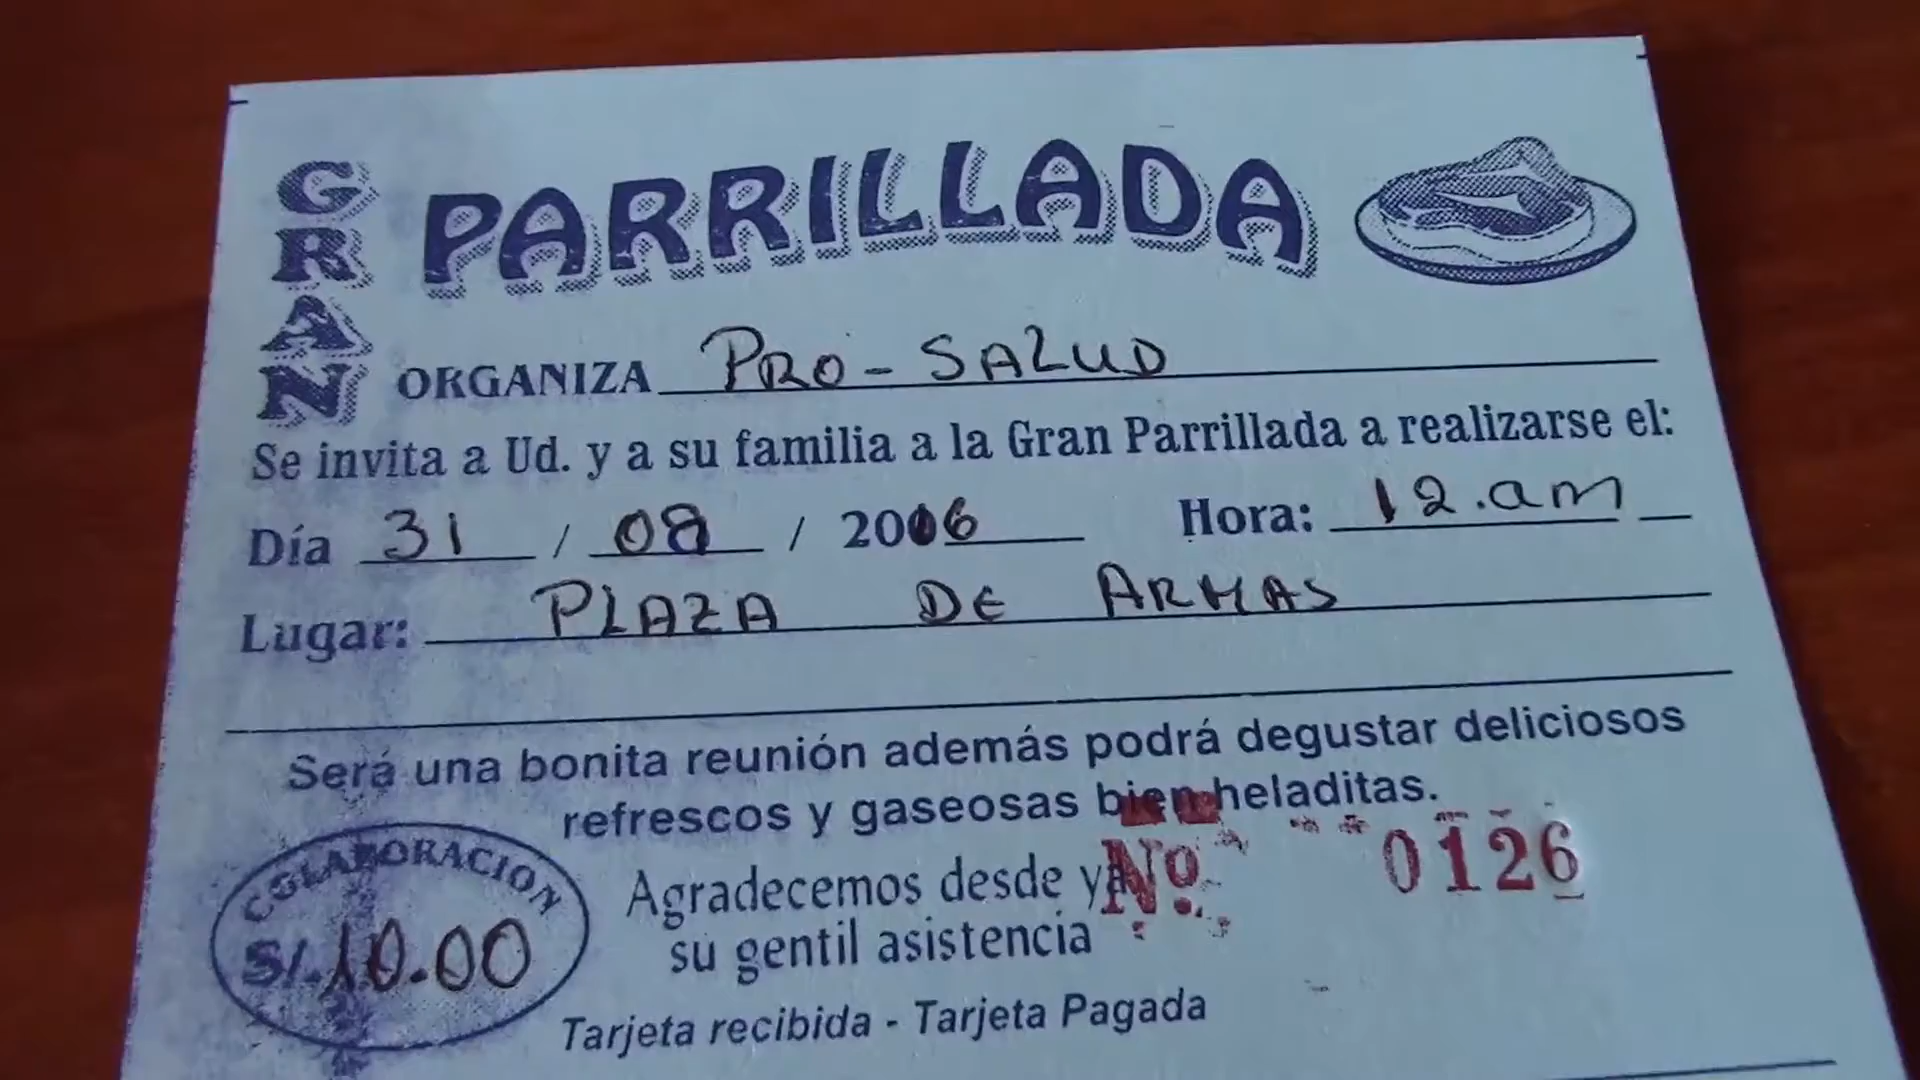 GRAN
PARRILLADA
ORGANIZA PRO-SALUD
Se invita a Ud. y a su familia a la Gran Parrillada a realizarse el:
Día 31 / 08 / 2016 Hora: 12.am
Lugar: PLAZA DE ARMAS
Será una bonita reunión además podrá degustar deliciosos
refrescos y gaseosas bien heladitas.
COLABORACION
S/. 10.00
Agradecemos desde ya
su gentil asistencia
Nº 0126
Tarjeta recibida - Tarjeta Pagada